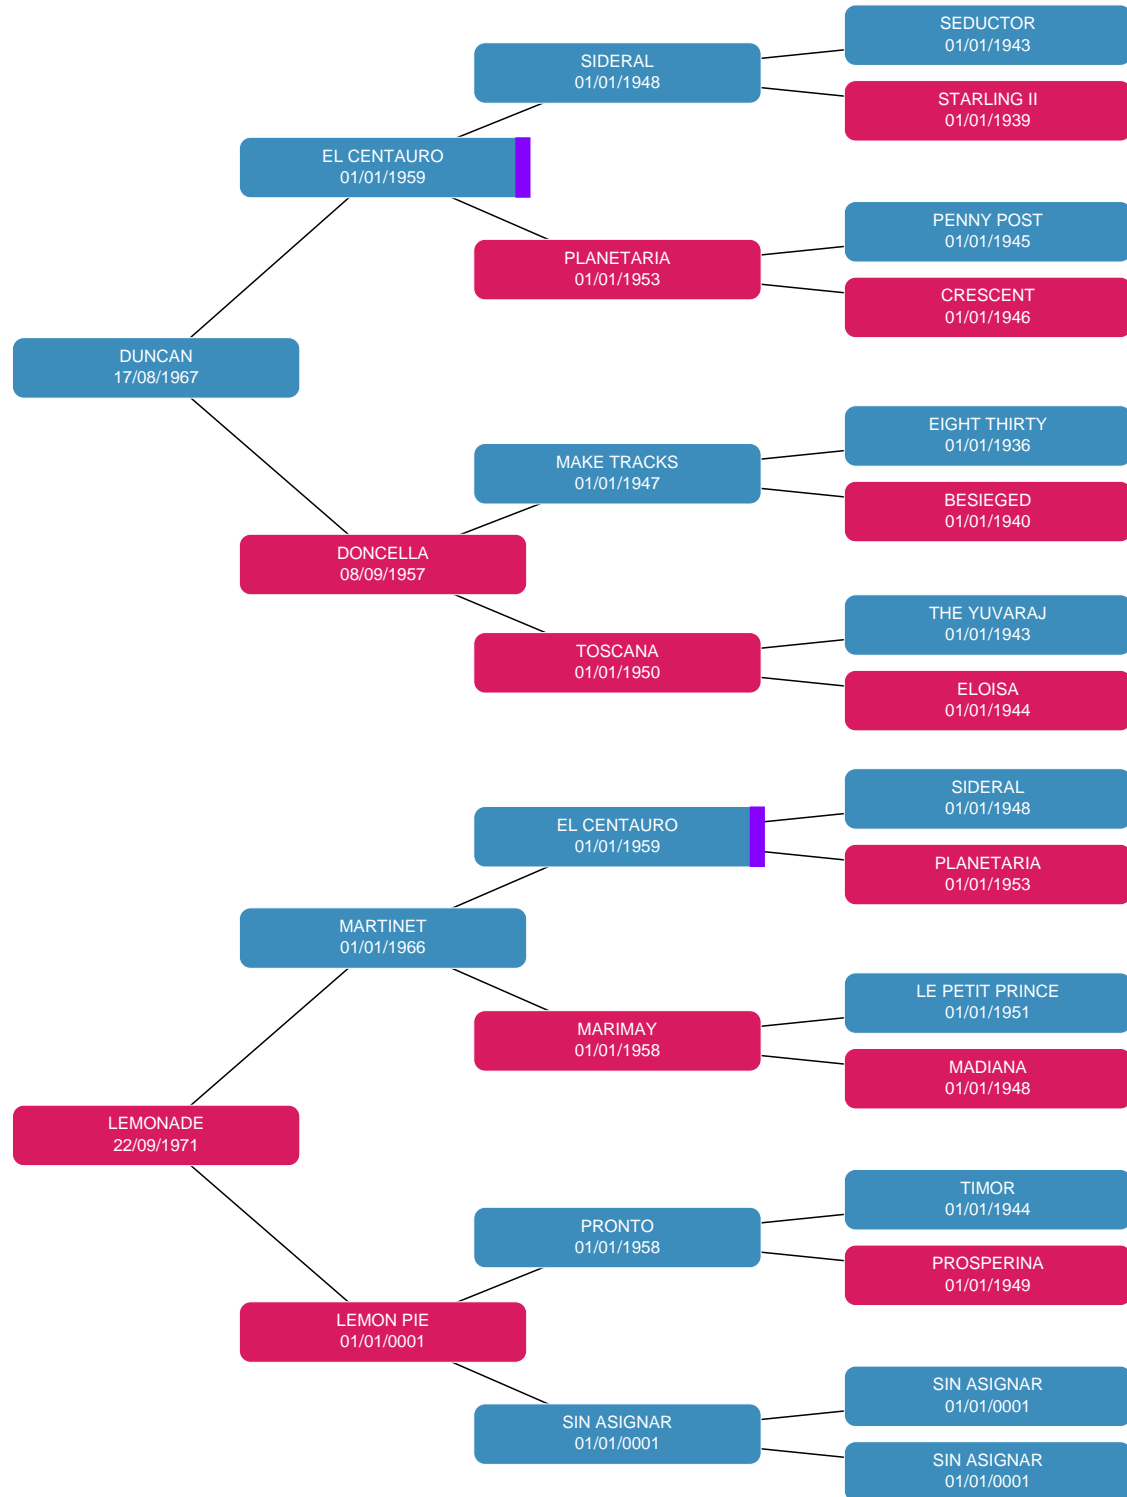 SEDUCTOR
01/01/1943
SIDERAL
01/01/1948
STARLING II
01/01/1939
EL CENTAURO
01/01/1959
PENNY POST
01/01/1945
PLANETARIA
01/01/1953
CRESCENT
01/01/1946
DUNCAN
17/08/1967
EIGHT THIRTY
01/01/1936
MAKE TRACKS
01/01/1947
BESIEGED
01/01/1940
DONCELLA
08/09/1957
THE YUVARAJ
01/01/1943
TOSCANA
01/01/1950
ELOISA
01/01/1944
SIDERAL
01/01/1948
EL CENTAURO
01/01/1959
PLANETARIA
01/01/1953
MARTINET
01/01/1966
LE PETIT PRINCE
01/01/1951
MARIMAY
01/01/1958
MADIANA
01/01/1948
LEMONADE
22/09/1971
TIMOR
01/01/1944
PRONTO
01/01/1958
PROSPERINA
01/01/1949
LEMON PIE
01/01/0001
SIN ASIGNAR
01/01/0001
SIN ASIGNAR
01/01/0001
SIN ASIGNAR
01/01/0001